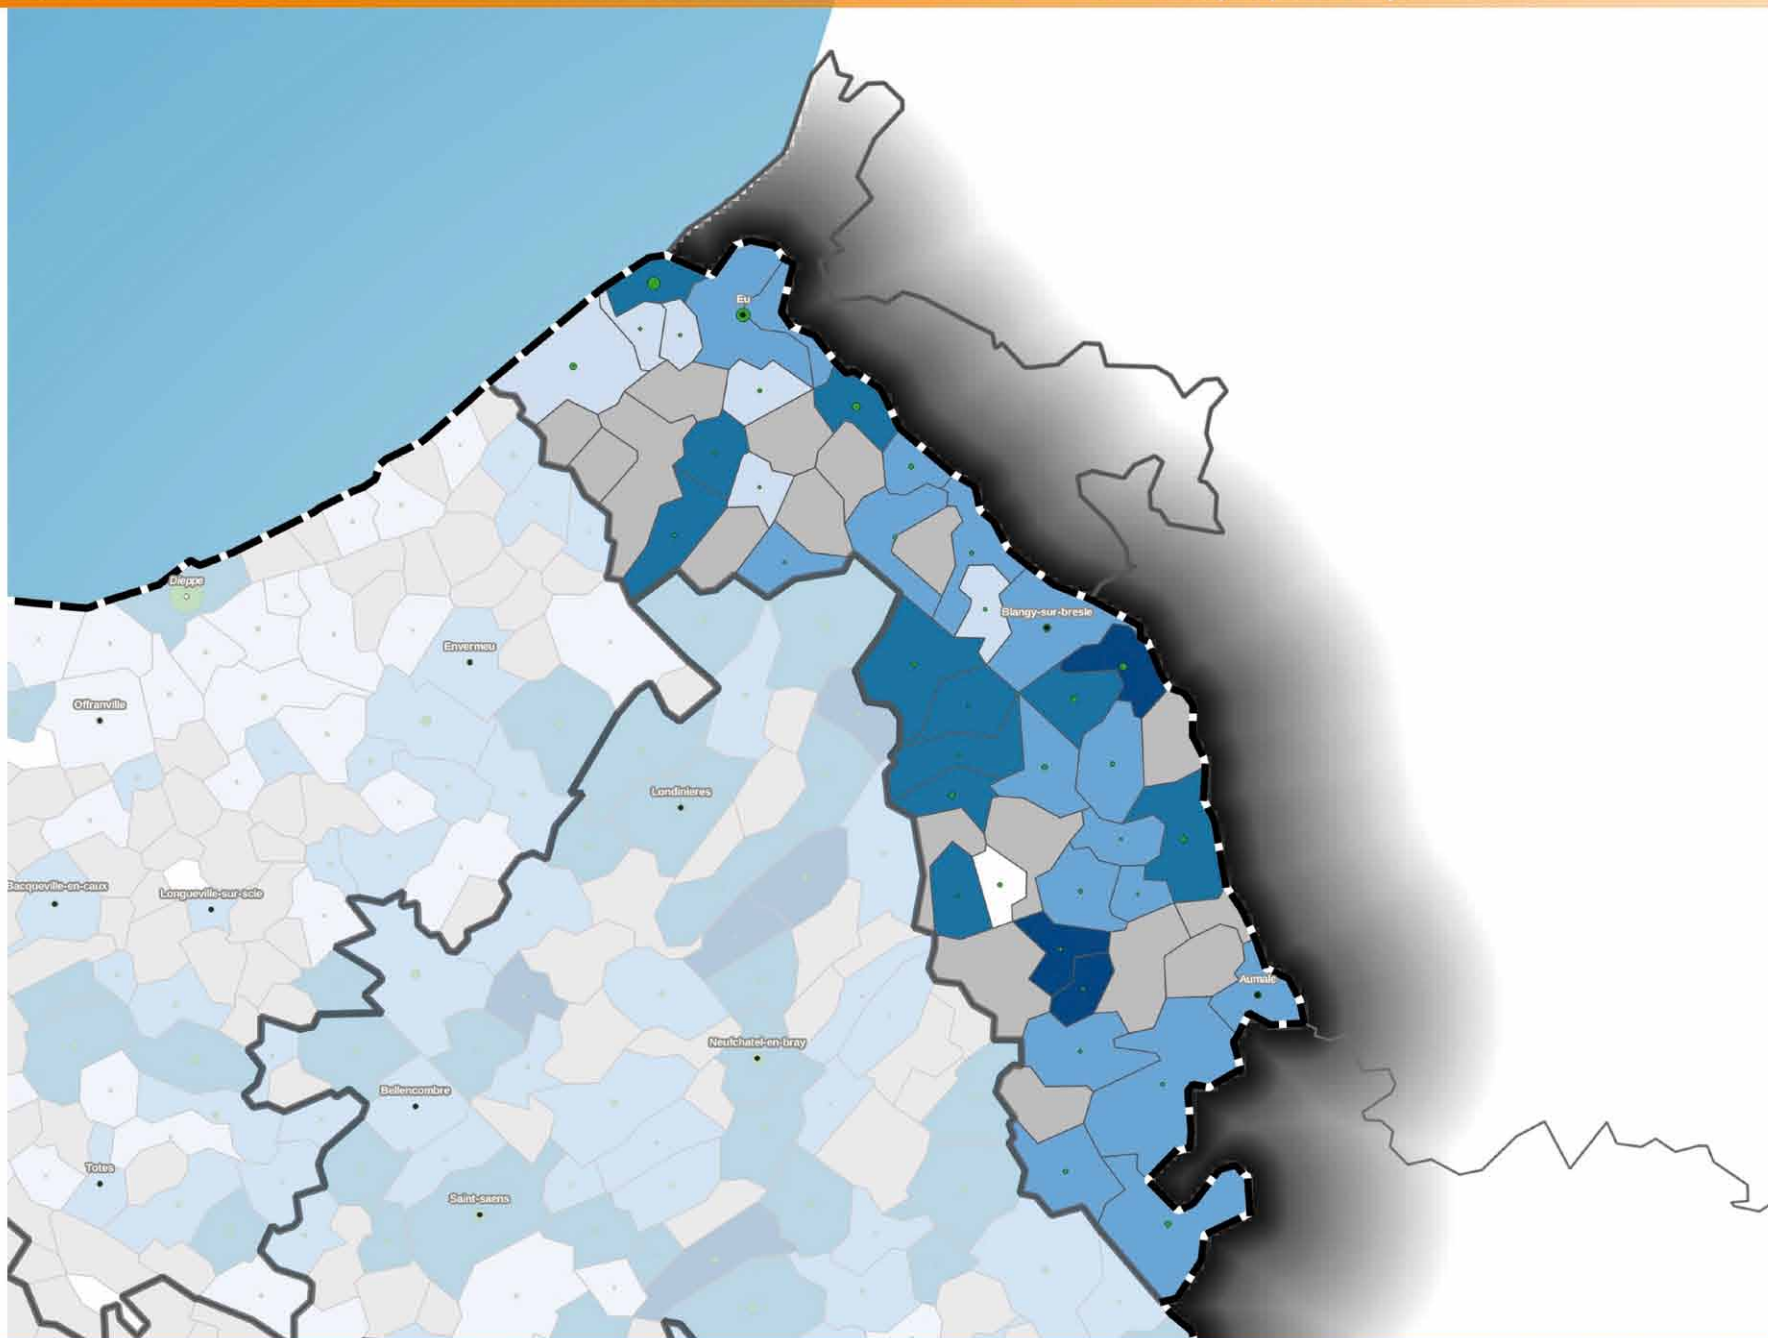 Eu
Dieppe
Blangy-sur-bresle
Envermeu
Offranville
Londinieres
Bacqueville-en-caux
Longueville-sur-scie
Aumale
Neufchatel-en-bray
Bellencombre
Totes
Saint-saens